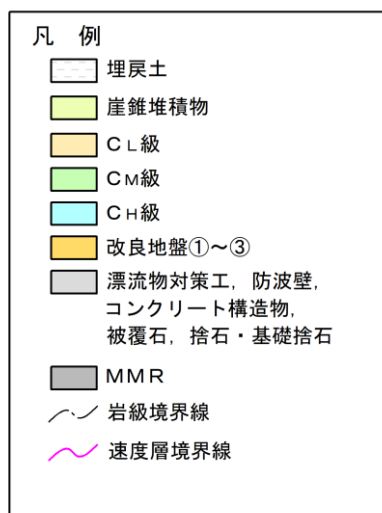 凡 例
埋戻土
崖錐堆積物
CL級
CM級
CH級
改良地盤①～③
漂流物対策工，防波壁，
コンクリート構造物，
被覆石，捨石・基礎捨石
MMR
岩級境界線
速度層境界線